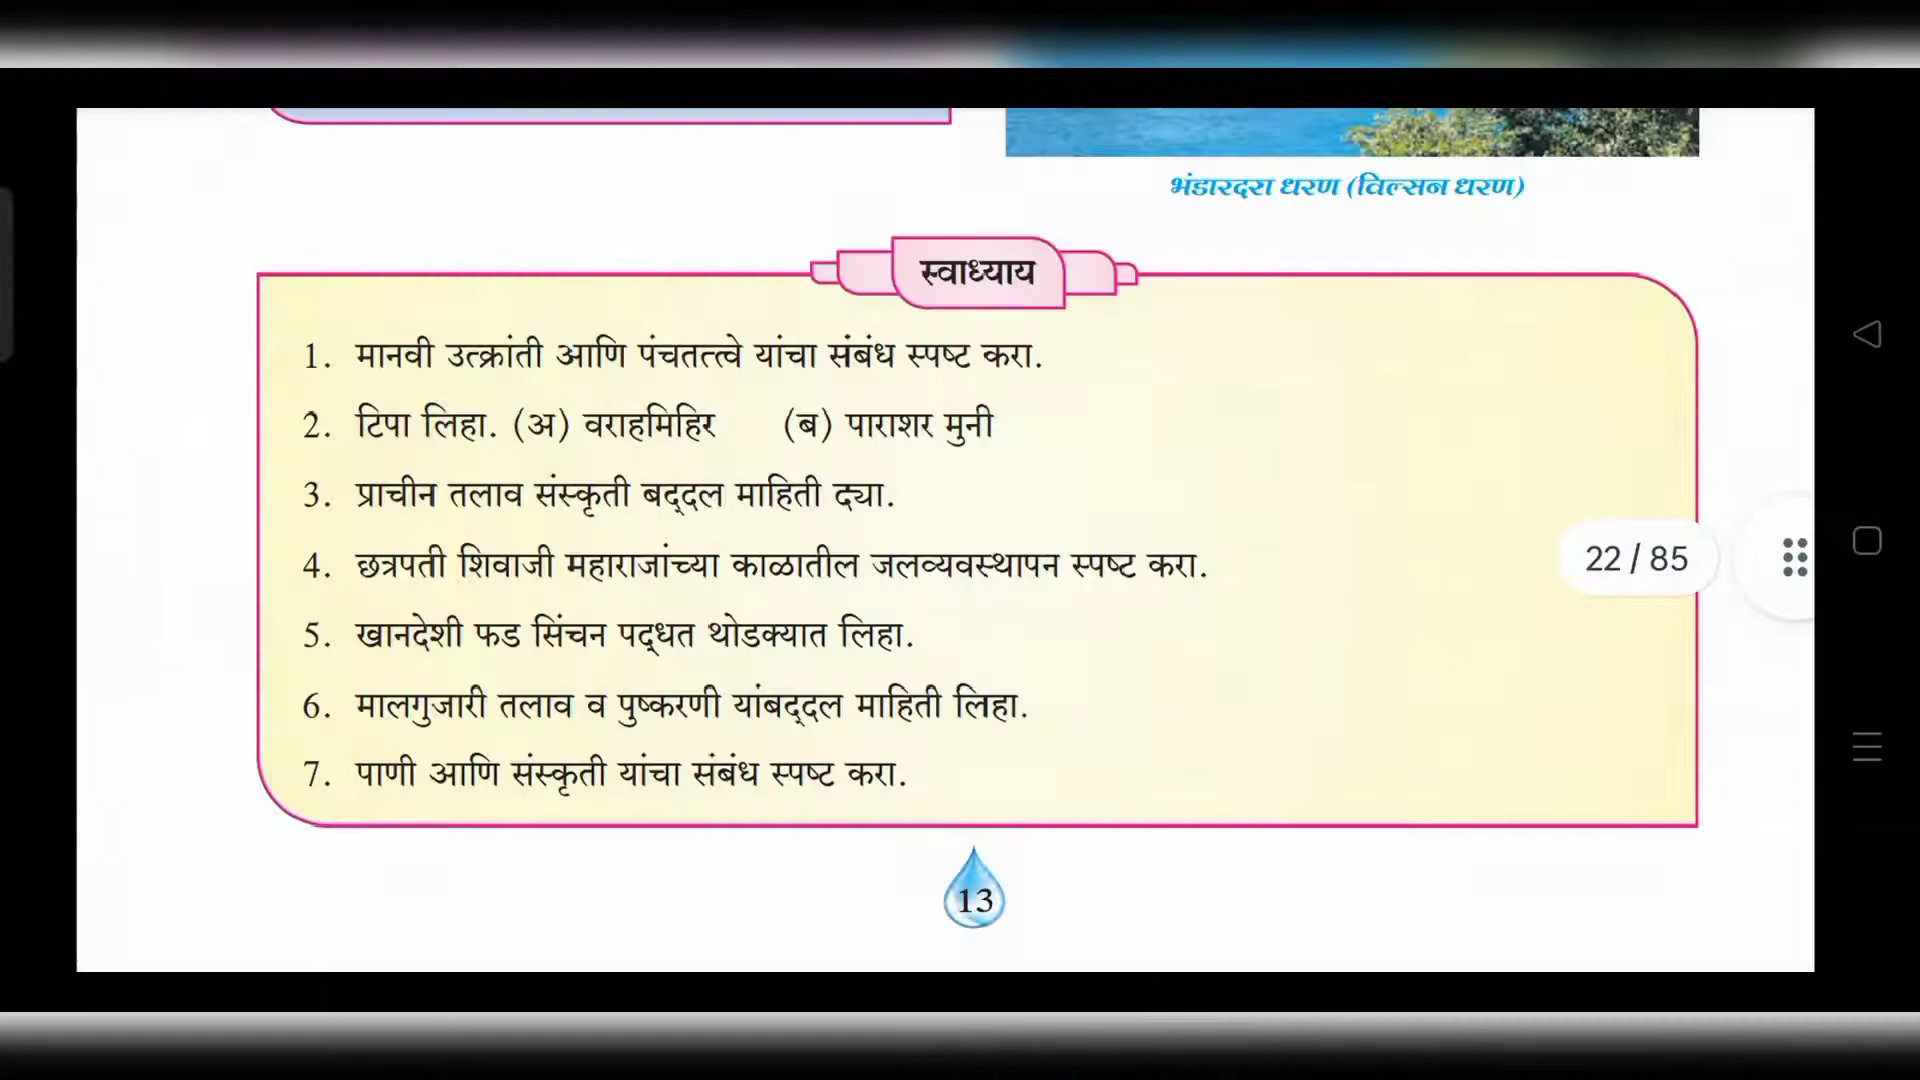 भंडारदरा धरण (विल्सन धरण)
स्वाध्याय
1. मानवी उत्क्रांती आणि पंचतत्त्वे यांचा संबंध स्पष्ट करा.
2. टिपा लिहा. (अ) वराहमिहिर (ब) पाराशर मुनी
3. प्राचीन तलाव संस्कृती बद्दल माहिती द्या.
4. छत्रपती शिवाजी महाराजांच्या काळातील जलव्यवस्थापन स्पष्ट करा.
22 / 85
5. खानदेशी फड सिंचन पद्धत थोडक्यात लिहा.
6. मालगुजारी तलाव व पुष्करणी यांबद्दल माहिती लिहा.
7. पाणी आणि संस्कृती यांचा संबंध स्पष्ट करा.
13